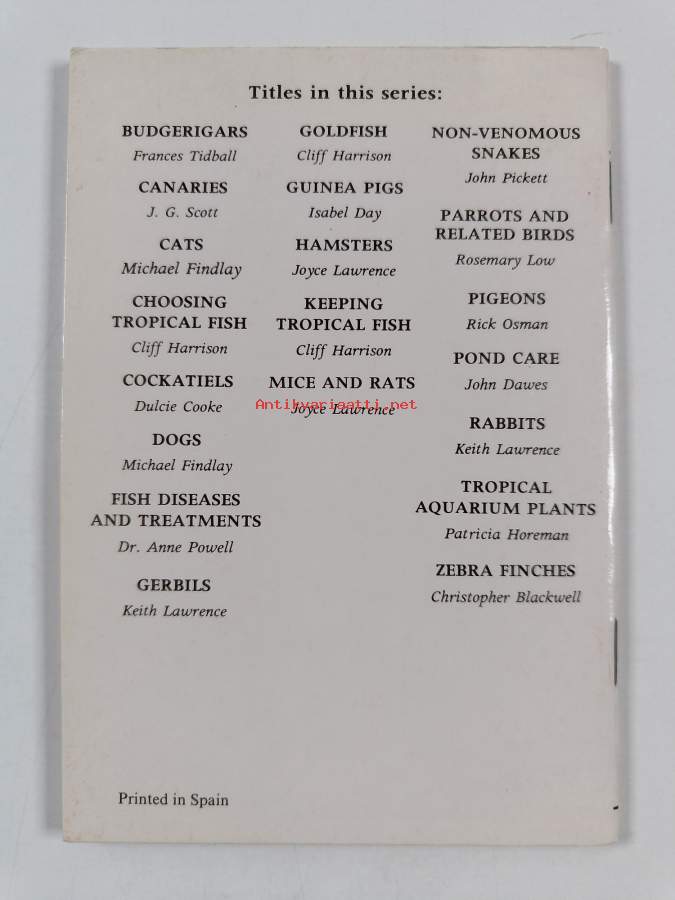 Titles in this series:
BUDGERIGARS
Frances Tidball
CANARIES
J. G. Scott
CATS
Michael Findlay
CHOOSING
TROPICAL FISH
Cliff Harrison
COCKATIELS
Dulcie Cooke
DOGS
Michael Findlay
FISH DISEASES
AND TREATMENTS
Dr. Anne Powell
GERBILS
Keith Lawrence
GOLDFISH
Cliff Harrison
GUINEA PIGS
Isabel Day
HAMSTERS
Joyce Lawrence
KEEPING
TROPICAL FISH
Cliff Harrison
MICE AND RATS
Joyce Lawrence
Antikvariaatti.net
NON-VENOMOUS
SNAKES
John Pickett
PARROTS AND
RELATED BIRDS
Rosemary Low
PIGEONS
Rick Osman
POND CARE
John Dawes
RABBITS
Keith Lawrence
TROPICAL
AQUARIUM PLANTS
Patricia Horeman
ZEBRA FINCHES
Christopher Blackwell
Printed in Spain